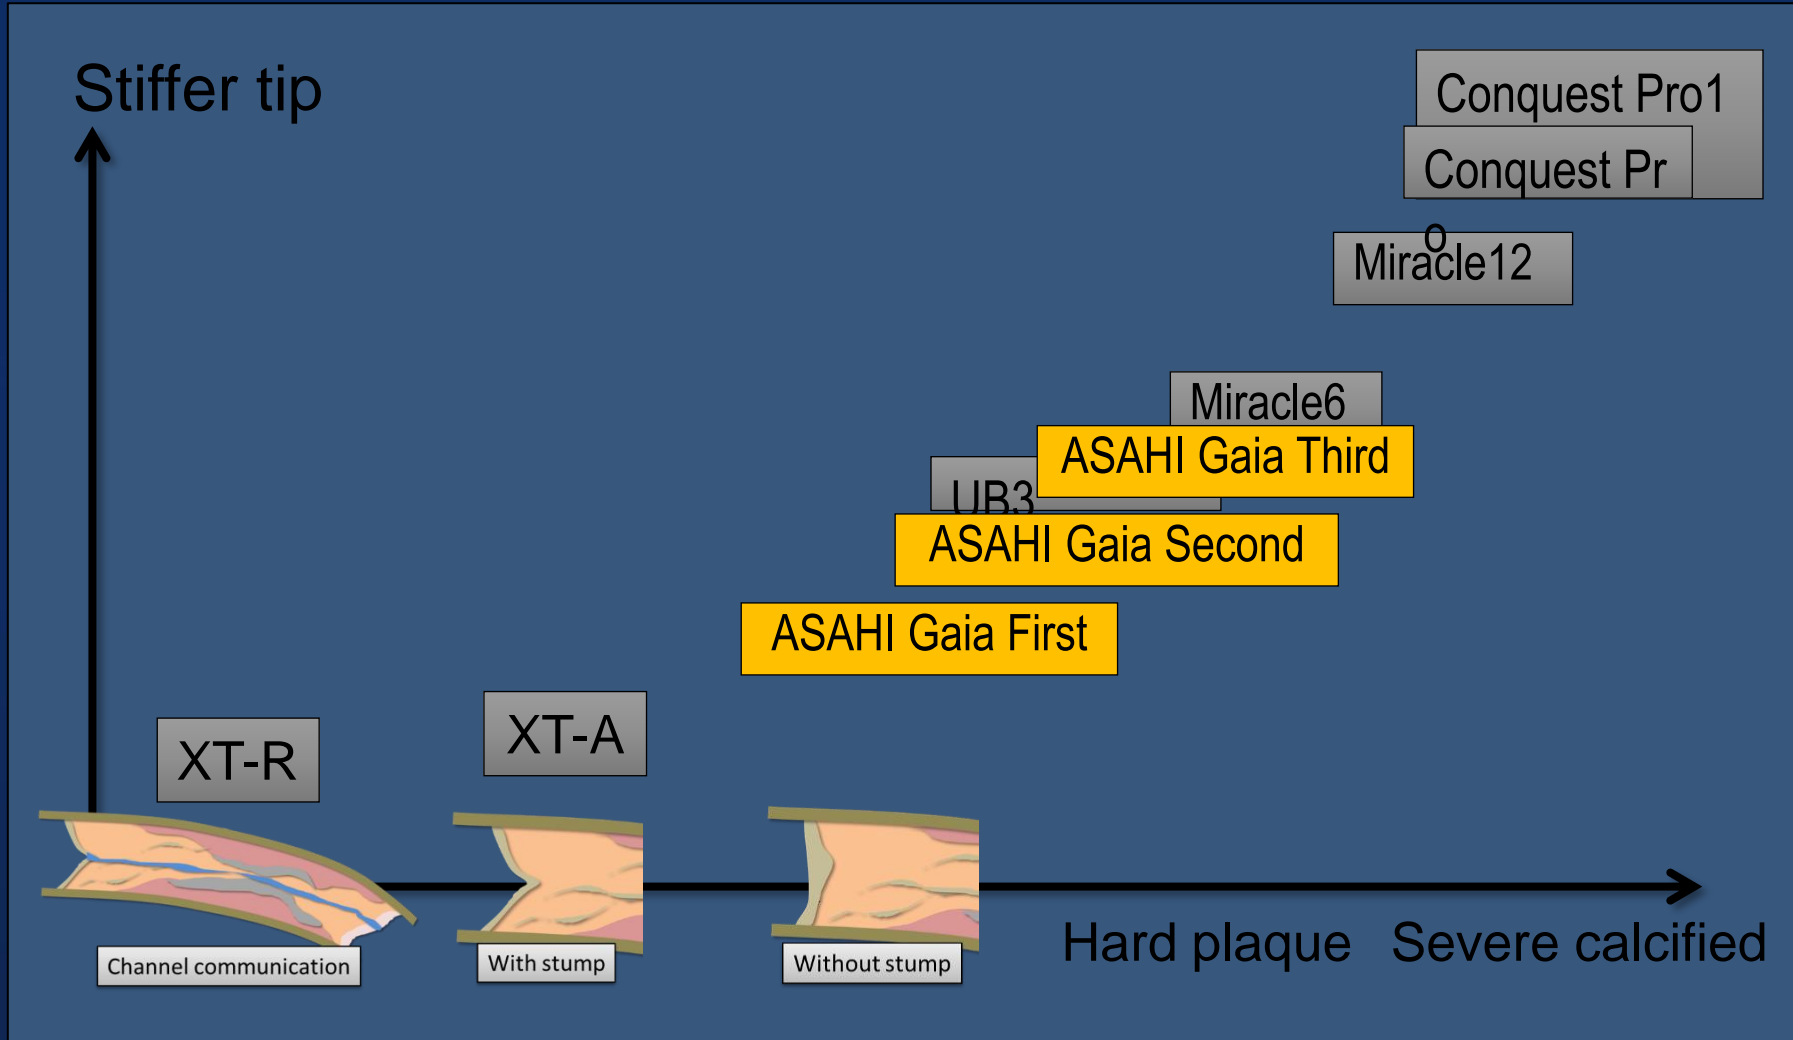 Stiffer tip
Conquest Pro1
Conquest Pr
o
Miracle12
Miracle6
ASAHI Gaia Third
UB3
ASAHI Gaia Second
ASAHI Gaia First
XT-A
XT-R
Hard plaque
Severe calcified
Channel communication
With stump
Without stump